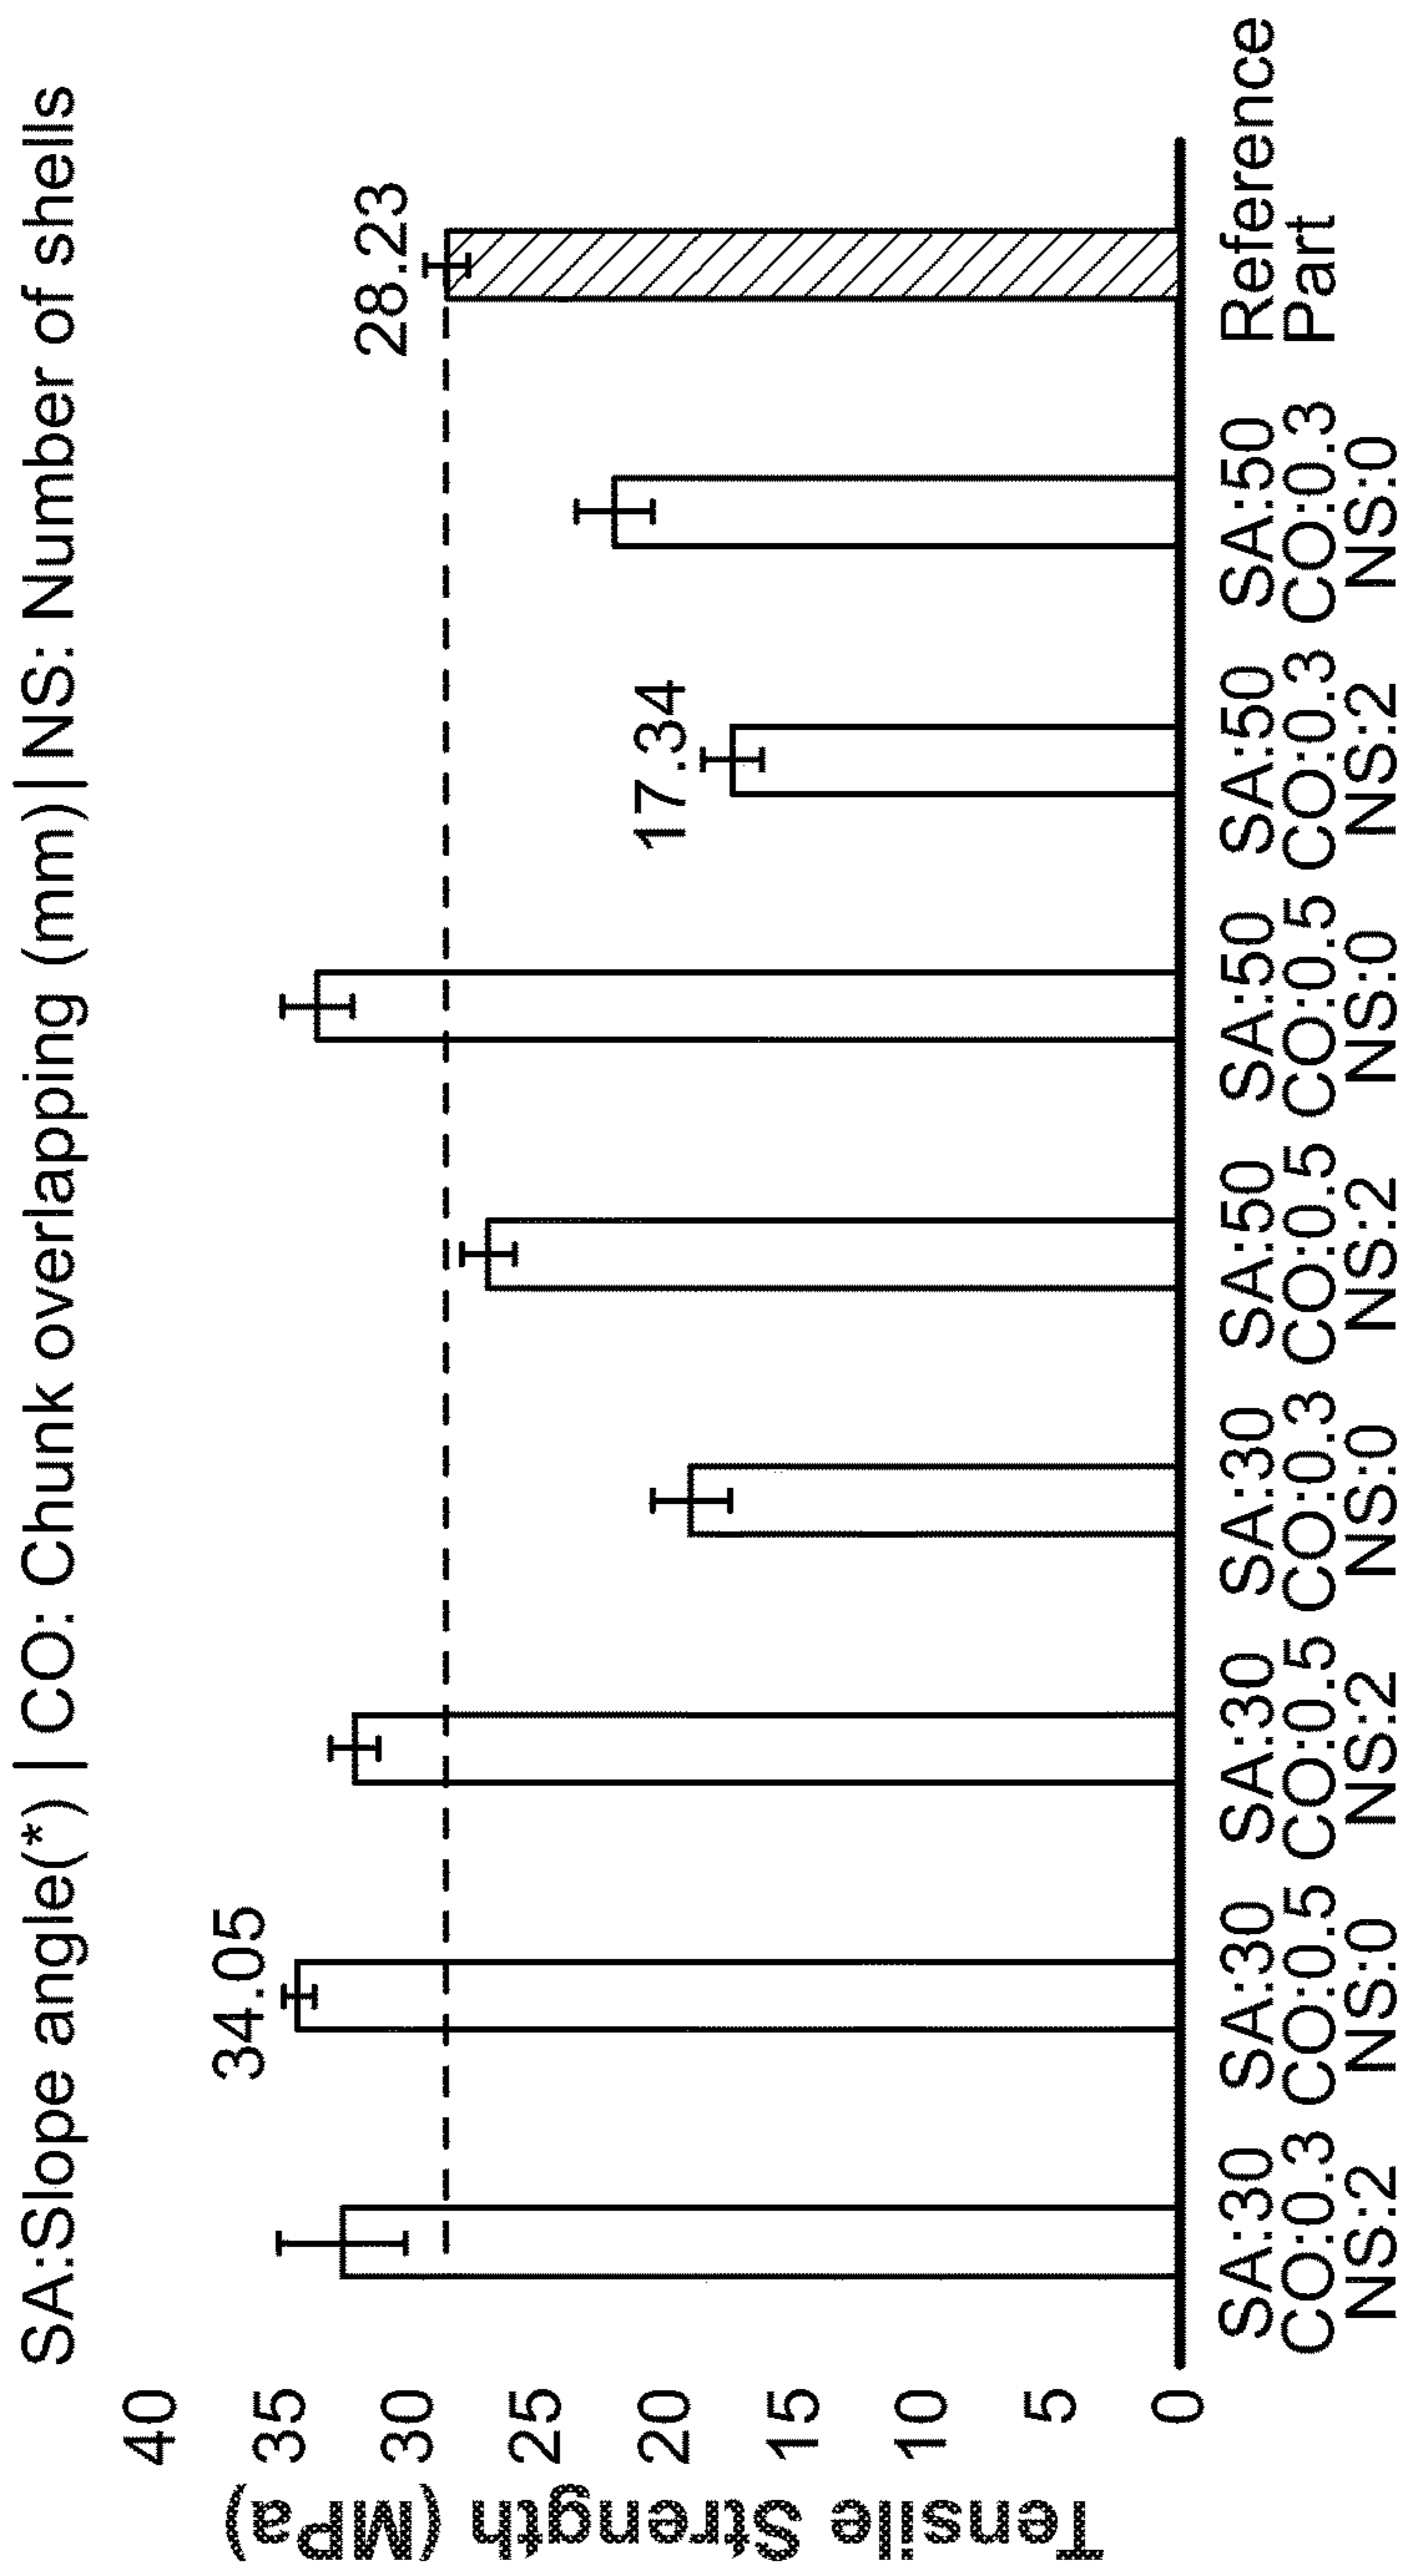 SA:Slope angle(*) | CO: Chunk overlapping (mm)|NS: Number of shells
Tensile Strength (MPa)
40
35
30
25
20
15
10
5
0
34.05
17.34
28.23
SA:30
CO:0.3
NS:2
SA:30
CO:0.5
NS:0
SA:30
CO:0.5
NS:2
SA:30
CO:0.3
NS:0
SA:50
CO:0.5
NS:2
SA:50
CO:0.5
NS:0
SA:50
CO:0.3
NS:2
SA:50
CO:0.3
NS:0
Reference
Part